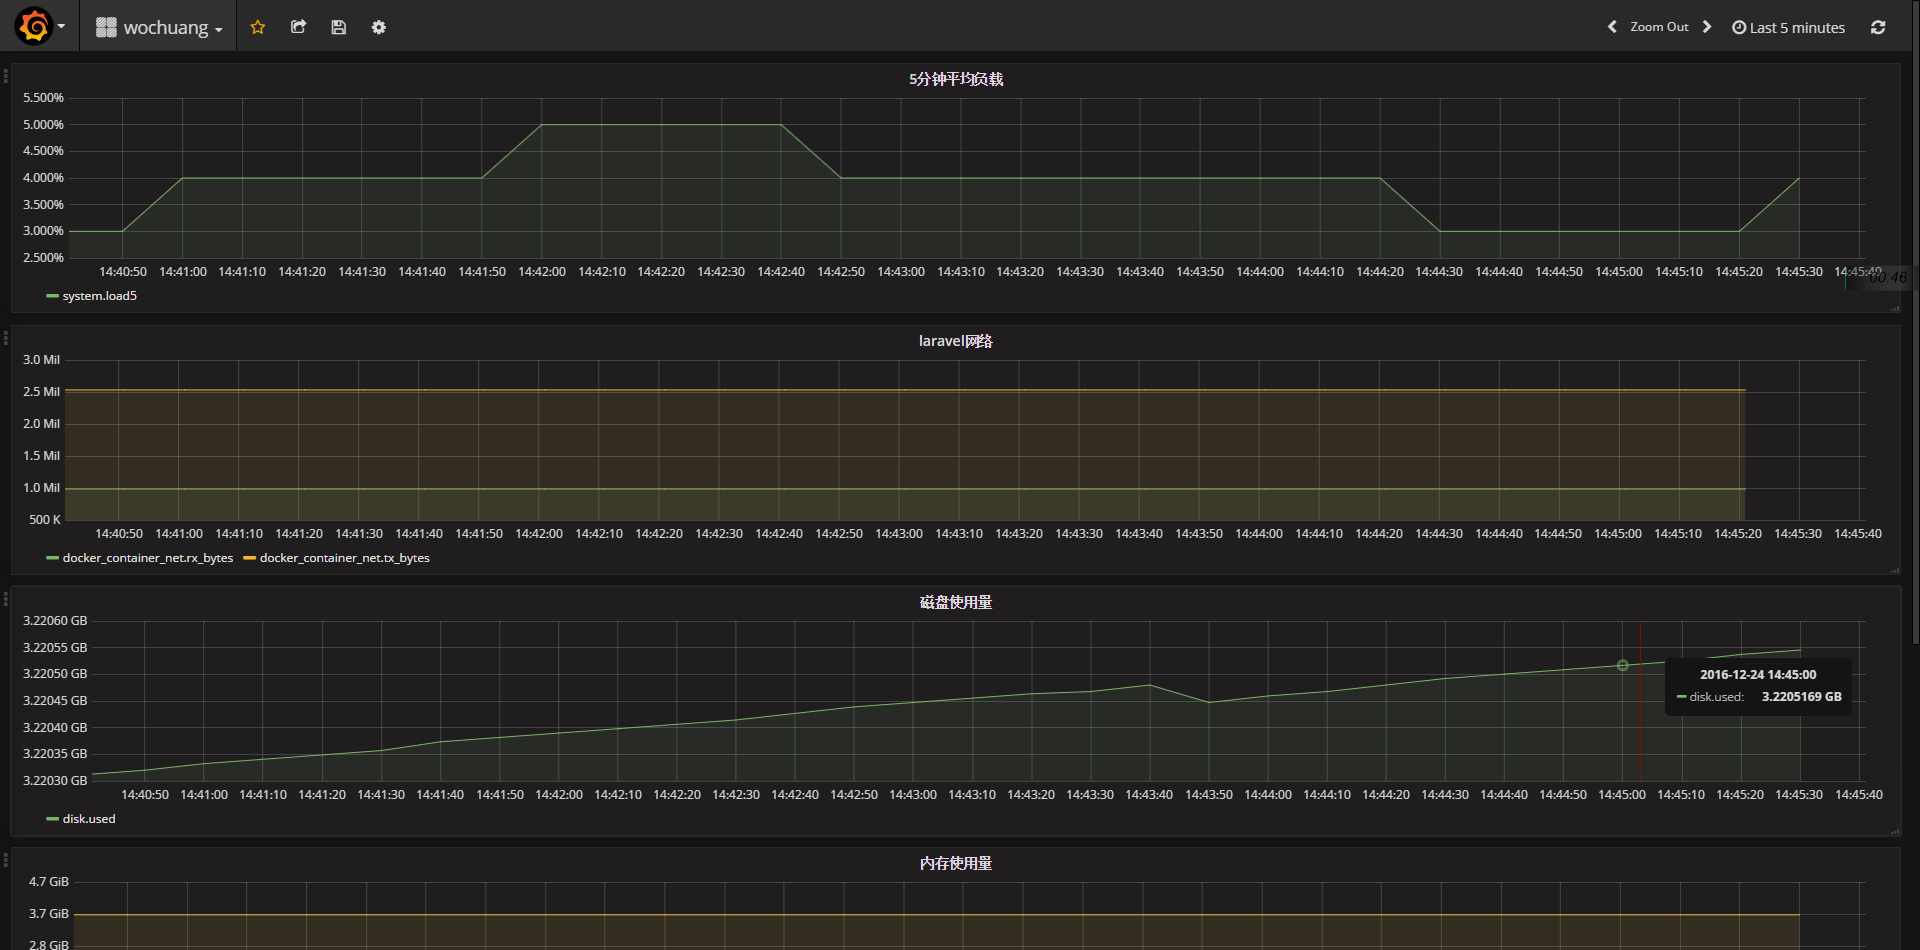 wochuang
Zoom Out
Last 5 minutes
5分钟平均负载
5.500%
5.000%
4.500%
4.000%
3.500%
3.000%
2.500%
14:40:50 14:41:00 14:41:10 14:41:20 14:41:30 14:41:40 14:41:50 14:42:00 14:42:10 14:42:20 14:42:30 14:42:40 14:42:50 14:43:00 14:43:10 14:43:20 14:43:30 14:43:40 14:43:50 14:44:00 14:44:10 14:44:20 14:44:30 14:44:40 14:44:50 14:45:00 14:45:10 14:45:20 14:45:30 14:45:40
00:46
system.load5
laravel网络
3.0 Mil
2.5 Mil
2.0 Mil
1.5 Mil
1.0 Mil
500 K
14:40:50 14:41:00 14:41:10 14:41:20 14:41:30 14:41:40 14:41:50 14:42:00 14:42:10 14:42:20 14:42:30 14:42:40 14:42:50 14:43:00 14:43:10 14:43:20 14:43:30 14:43:40 14:43:50 14:44:00 14:44:10 14:44:20 14:44:30 14:44:40 14:44:50 14:45:00 14:45:10 14:45:20 14:45:30 14:45:40
docker_container_net.rx_bytes docker_container_net.tx_bytes
磁盘使用量
3.22060 GB
3.22055 GB
3.22050 GB
3.22045 GB
3.22040 GB
3.22035 GB
3.22030 GB
2016-12-24 14:45:00
disk.used: 3.2205169 GB
14:40:50 14:41:00 14:41:10 14:41:20 14:41:30 14:41:40 14:41:50 14:42:00 14:42:10 14:42:20 14:42:30 14:42:40 14:42:50 14:43:00 14:43:10 14:43:20 14:43:30 14:43:40 14:43:50 14:44:00 14:44:10 14:44:20 14:44:30 14:44:40 14:44:50 14:45:00 14:45:10 14:45:20 14:45:30 14:45:40
disk.used
内存使用量
4.7 GiB
3.7 GiB
2.8 GiB